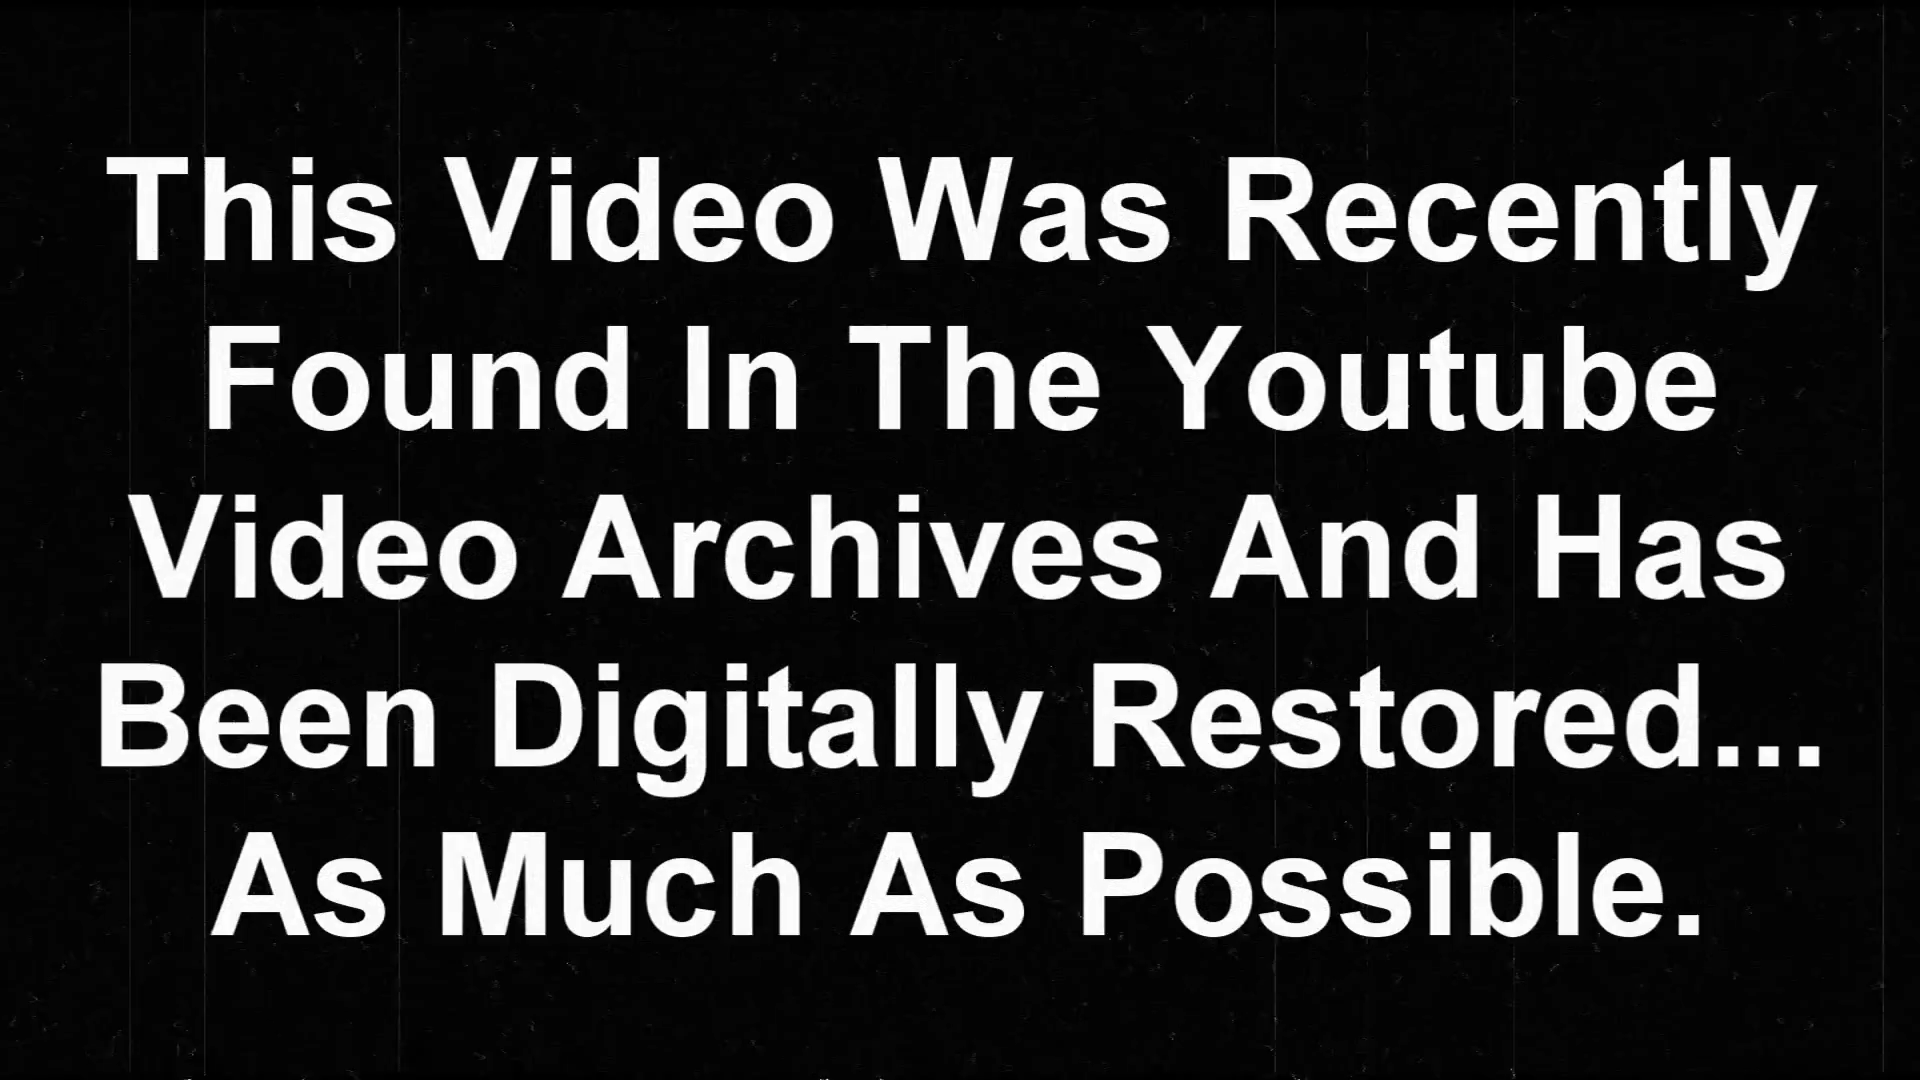 This Video Was Recently
Found In The Youtube
Video Archives And Has
Been Digitally Restored...
As Much As Possible.